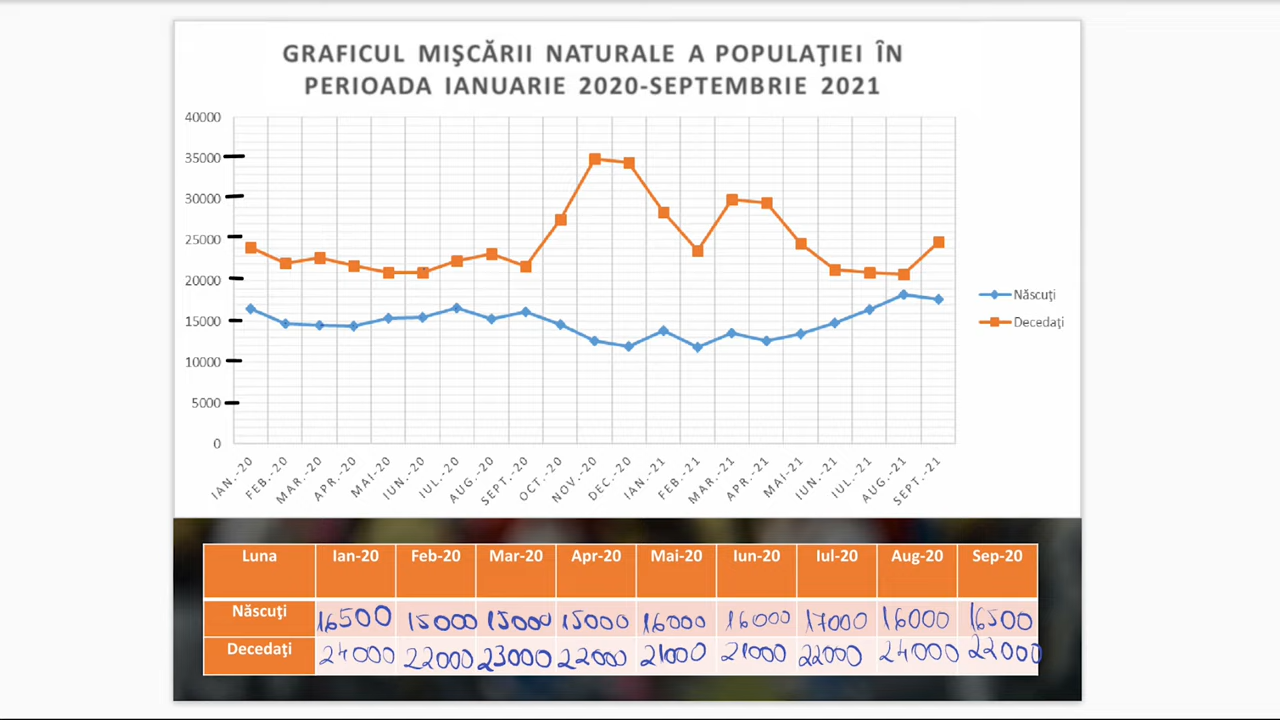 GRAFICUL MIŞCĂRII NATURALE A POPULAŢIEI ÎN
PERIOADA IANUARIE 2020-SEPTEMBRIE 2021
40000
35000
30000
25000
20000
15000
10000
5000
0
IAN.-20 FEB.-20 MAR.-20 APR.-20 MAI-20 IUN.-20 IUL.-20 AUG.-20 SEPT.-20 OCT.-20 NOV.-20 DEC.-20 IAN.-21 FEB.-21 MAR.-21 APR.-21 MAI-21 IUN.-21 IUL.-21 AUG.-21 SEPT.-21
Născuţi
Decedaţi
Luna Ian-20 Feb-20 Mar-20 Apr-20 Mai-20 Iun-20 Iul-20 Aug-20 Sep-20
Născuţi 16500 15000 15000 15000 16000 16000 17000 16000 16500
Decedaţi 24000 22000 23000 22000 21000 21000 22000 24000 22000